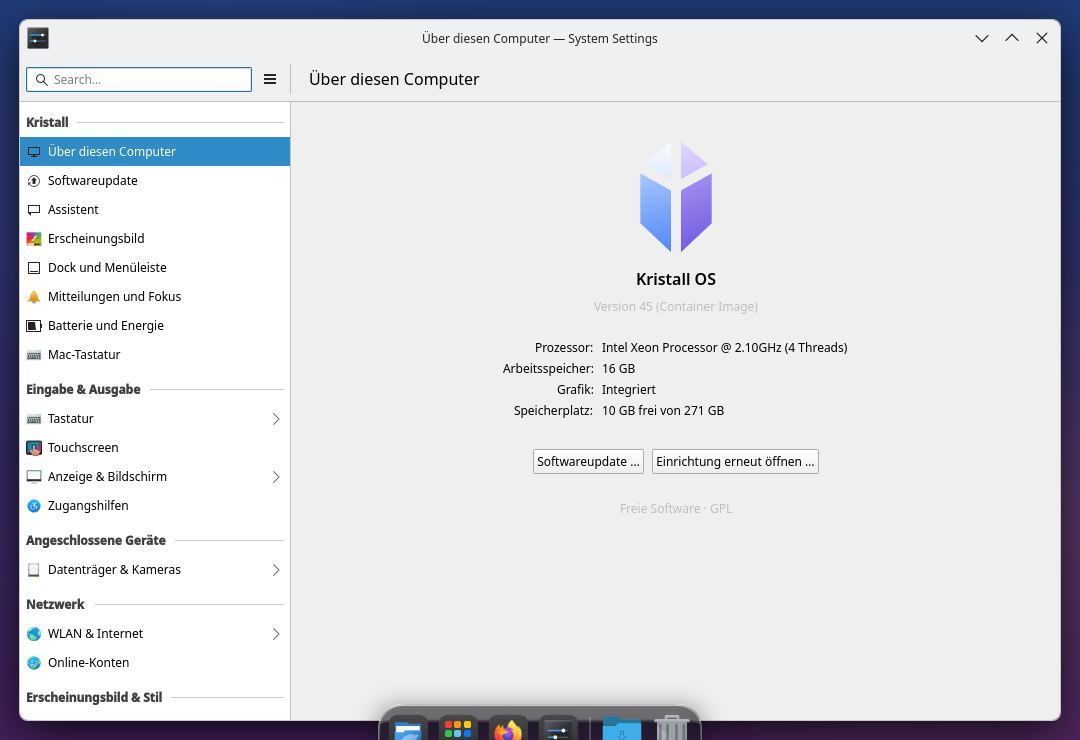 Über diesen Computer — System Settings
Search...
Über diesen Computer
Kristall
Über diesen Computer
Softwareupdate
Assistent
Erscheinungsbild
Dock und Menüleiste
Mitteilungen und Fokus
Batterie und Energie
Mac-Tastatur
Eingabe & Ausgabe
Tastatur
Touchscreen
Anzeige & Bildschirm
Zugangshilfen
Angeschlossene Geräte
Datenträger & Kameras
Netzwerk
WLAN & Internet
Online-Konten
Erscheinungsbild & Stil
Kristall OS
Version 45 (Container Image)
Prozessor: Intel Xeon Processor @ 2.10GHz (4 Threads)
Arbeitsspeicher: 16 GB
Grafik: Integriert
Speicherplatz: 10 GB frei von 271 GB
Softwareupdate ... Einrichtung erneut öffnen ...
Freie Software · GPL